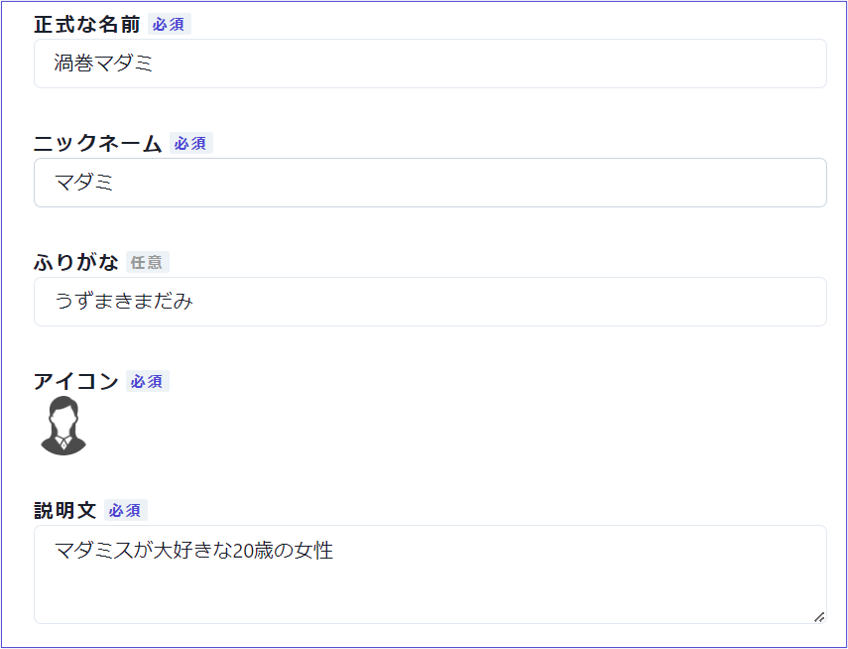 正式な名前 必須
渦巻マダミ
ニックネーム 必須
マダミ
ふりがな 任意
うずまきまだみ
アイコン 必須
説明文 必須
マダミスが大好きな20歳の女性